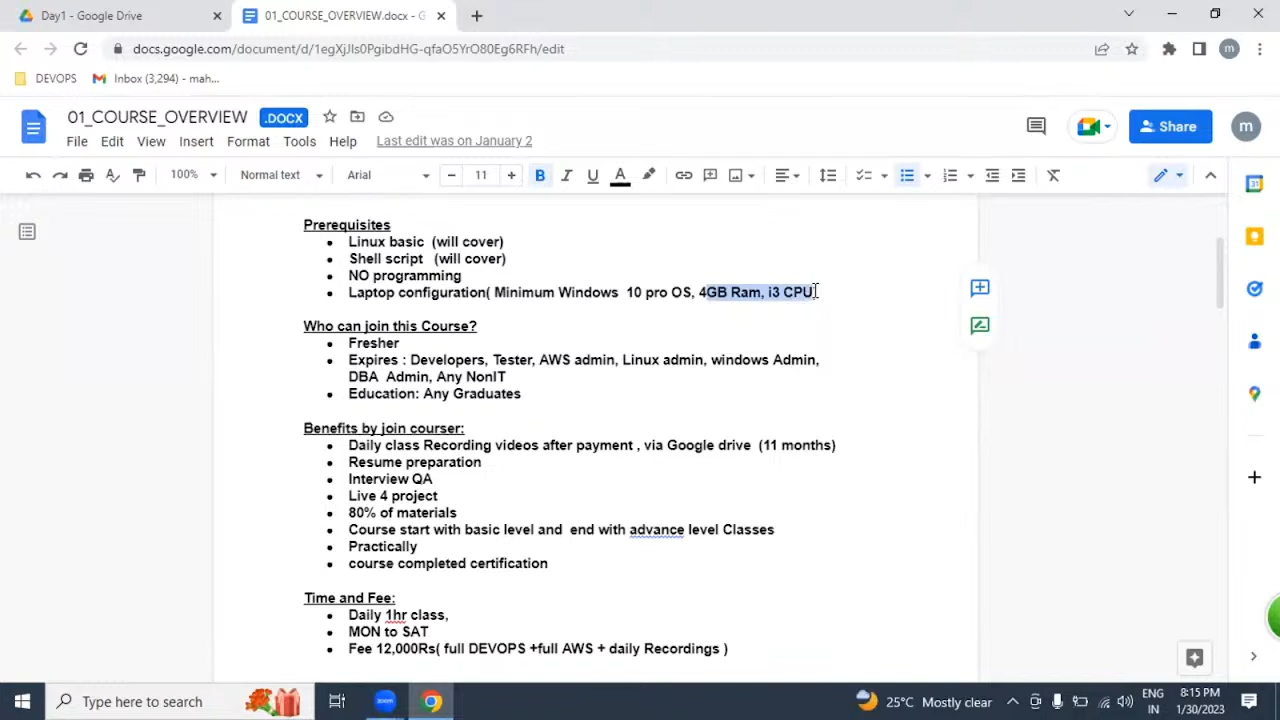 Day1 - Google Drive
01_COURSE_OVERVIEW.docx - G
docs.google.com/document/d/1egXjJls0PgibdHG-qfaO5YrO80Eg6RFh/edit
m
DEVOPS
Inbox (3,294) - mah...
01_COURSE_OVERVIEW .DOCX
Share
m
File Edit View Insert Format Tools Help Last edit was on January 2
100% Normal text Arial 11 B I U A
Prerequisites
Linux basic (will cover)
Shell script (will cover)
NO programming
Laptop configuration( Minimum Windows 10 pro OS, 4GB Ram, i3 CPU
Who can join this Course?
Fresher
Expires : Developers, Tester, AWS admin, Linux admin, windows Admin,
DBA Admin, Any NonIT
Education: Any Graduates
Benefits by join courser:
Daily class Recording videos after payment , via Google drive (11 months)
Resume preparation
Interview QA
Live 4 project
80% of materials
Course start with basic level and end with advance level Classes
Practically
course completed certification
Time and Fee:
Daily 1hr class,
MON to SAT
Fee 12,000Rs( full DEVOPS +full AWS + daily Recordings )
Type here to search
zoom
25°C Mostly clear
ENG
IN
8:15 PM
1/30/2023